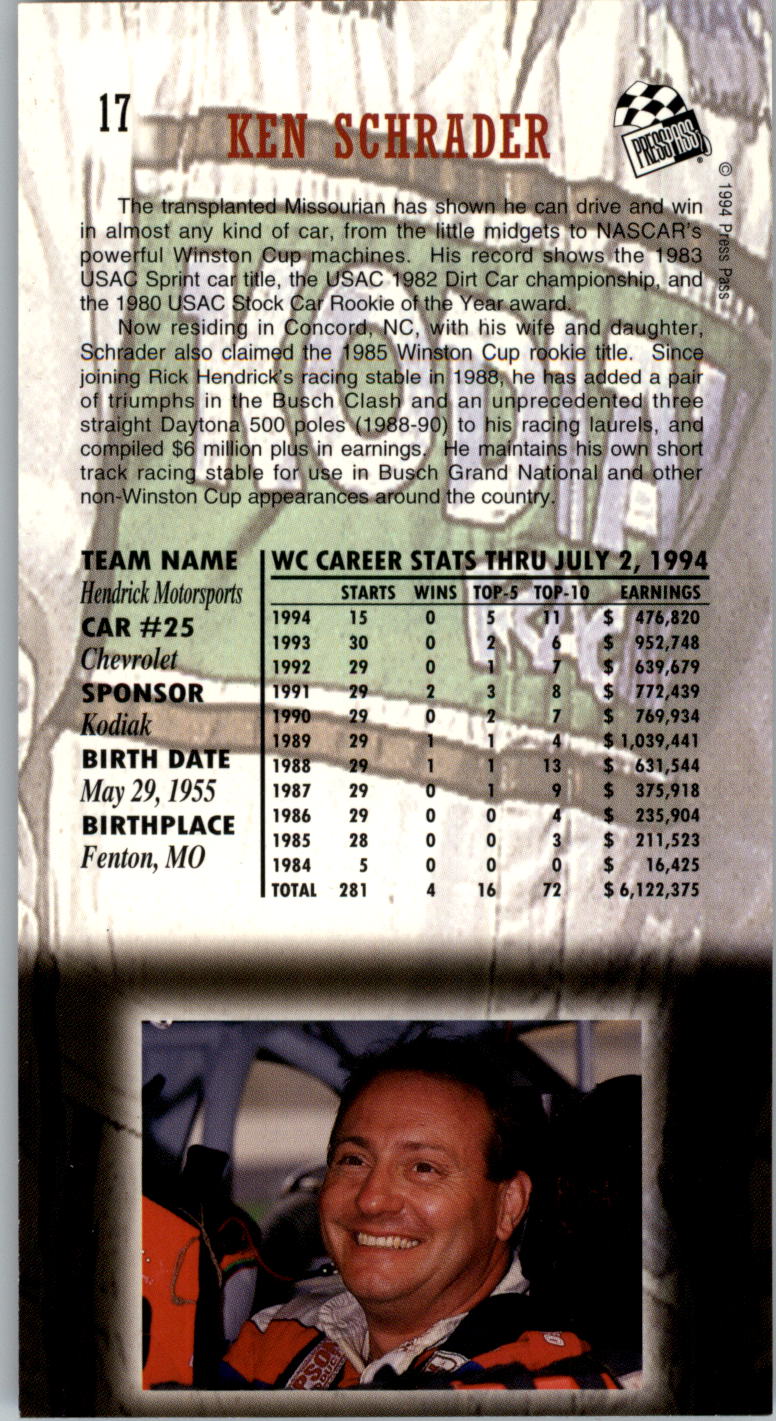 17
KEN SCHRADER
PRESS PASS
© 1994 Press Pass
The transplanted Missourian has shown he can drive and win
in almost any kind of car, from the little midgets to NASCAR's
powerful Winston Cup machines. His record shows the 1983
USAC Sprint car title, the USAC 1982 Dirt Car championship, and
the 1980 USAC Stock Car Rookie of the Year award.
Now residing in Concord, NC, with his wife and daughter,
Schrader also claimed the 1985 Winston Cup rookie title. Since
joining Rick Hendrick's racing stable in 1988, he has added a pair
of triumphs in the Busch Clash and an unprecedented three
straight Daytona 500 poles (1988-90) to his racing laurels, and
compiled $6 million plus in earnings. He maintains his own short
track racing stable for use in Busch Grand National and other
non-Winston Cup appearances around the country.
TEAM NAME
Hendrick Motorsports
CAR #25
Chevrolet
SPONSOR
Kodiak
BIRTH DATE
May 29, 1955
BIRTHPLACE
Fenton, MO
WC CAREER STATS THRU JULY 2, 1994
STARTS WINS TOP-5 TOP-10 EARNINGS
1994 15 0 5 11 $ 476,820
1993 30 0 2 6 $ 952,748
1992 29 0 1 7 $ 639,679
1991 29 2 3 8 $ 772,439
1990 29 0 2 7 $ 769,934
1989 29 1 1 4 $ 1,039,441
1988 29 1 1 13 $ 631,544
1987 29 0 1 9 $ 375,918
1986 29 0 0 4 $ 235,904
1985 28 0 0 3 $ 211,523
1984 5 0 0 0 $ 16,425
TOTAL 281 4 16 72 $ 6,122,375